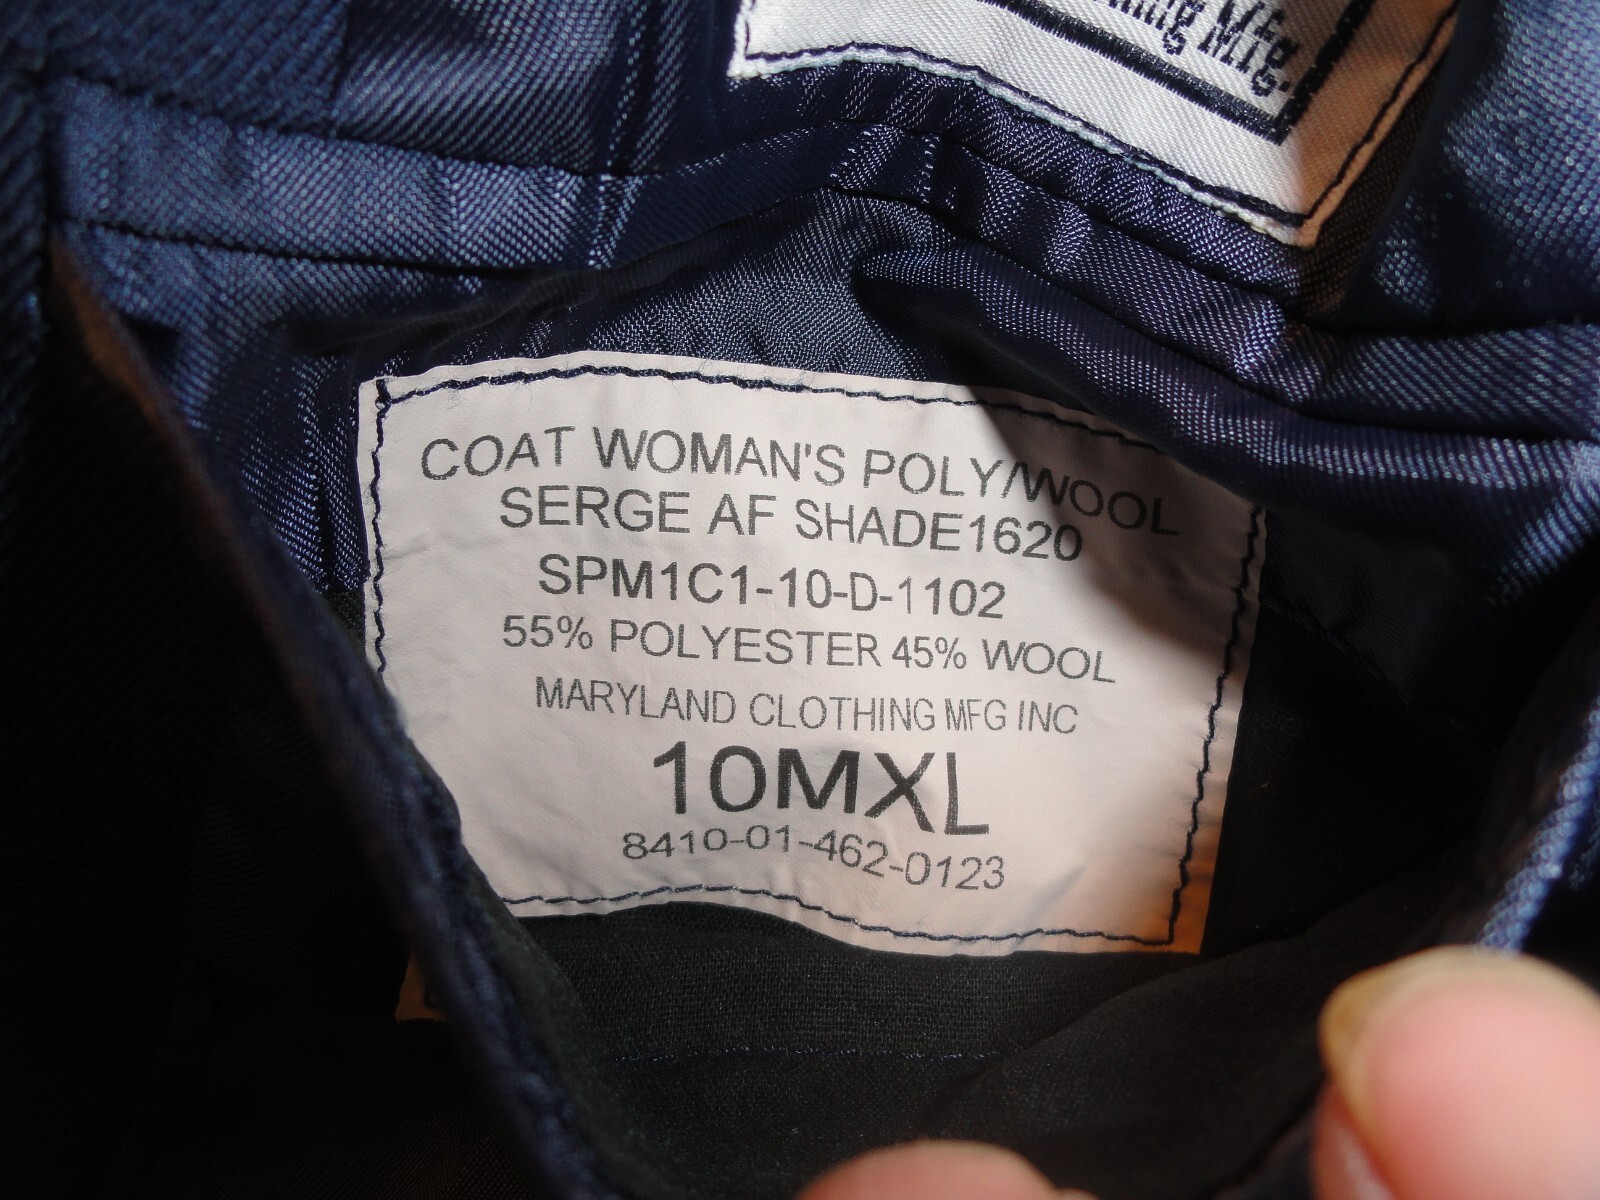 Mfg.
COAT WOMAN'S POLY/WOOL
SERGE AF SHADE1620
SPM1C1-10-D-1102
55% POLYESTER 45% WOOL
MARYLAND CLOTHING MFG INC
10MXL
8410-01-462-0123